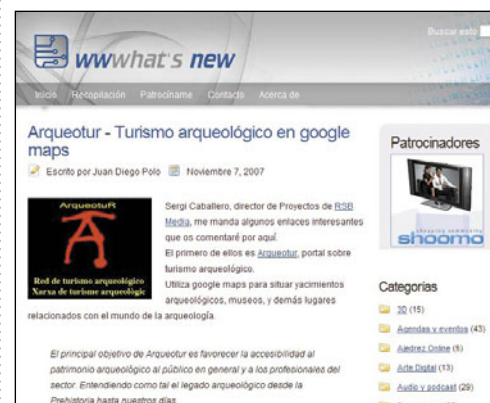 Buscar esto
wwwhat's new
Inicio Recopilación Patrocíname Contacto Acerca de
Arqueotur - Turismo arqueológico en google
maps
Escrito por Juan Diego Polo Noviembre 7, 2007
ArqueotuR
Red de turismo arqueológico
Xarxa de turisme arqueològic
Sergi Caballero, director de Proyectos de RSB
Media, me manda algunos enlaces interesantes
que os comentaré por aquí.
El primero de ellos es Arqueotur, portal sobre
turismo arqueológico.
Utiliza google maps para situar yacimientos
arqueológicos, museos, y demás lugares
relacionados con el mundo de la arqueología.
El principal objetivo de Arqueotur es favorecer la accesibilidad al
patrimonio arqueológico al público en general y a los profesionales del
sector. Entendiendo como tal el legado arqueológico desde la
Prehistoria hasta nuestros días.
Patrocinadores
shopping community
shoomo
Categorias
3D (15)
Agendas y eventos (43)
Ajedrez Online (5)
Arte Digital (13)
Audio y podcast (29)